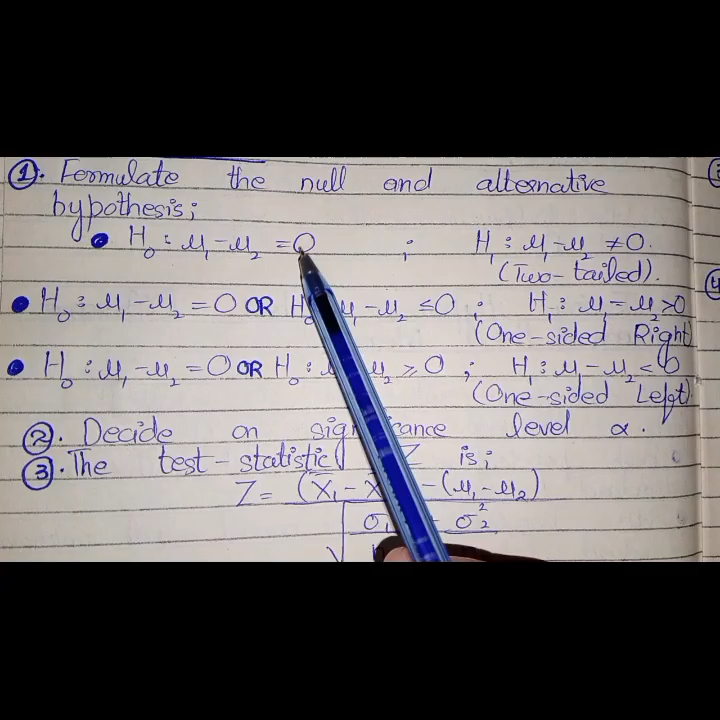 ①. Formulate the null and alternative
hypothesis;
• H₀ : μ₁ - μ₂ = 0 ; H₁ : μ₁ - μ₂ ≠ 0.
(Two-tailed).
• H₀ : μ₁ - μ₂ = 0 OR H₀ μ₁ - μ₂ ≤ 0 ; H₁ : μ₁ - μ₂ > 0
(One-sided Right)
• H₀ : μ₁ - μ₂ = 0 OR H₀ : μ₂ ≥ 0 ; H₁ : μ₁ - μ₂ < 0
(One-sided Left).
②. Decide on level α.
③. The test-statistic Z is;
Z = (X̄₁ - - (μ₁ - μ₂)
√ σ₁ σ₂²